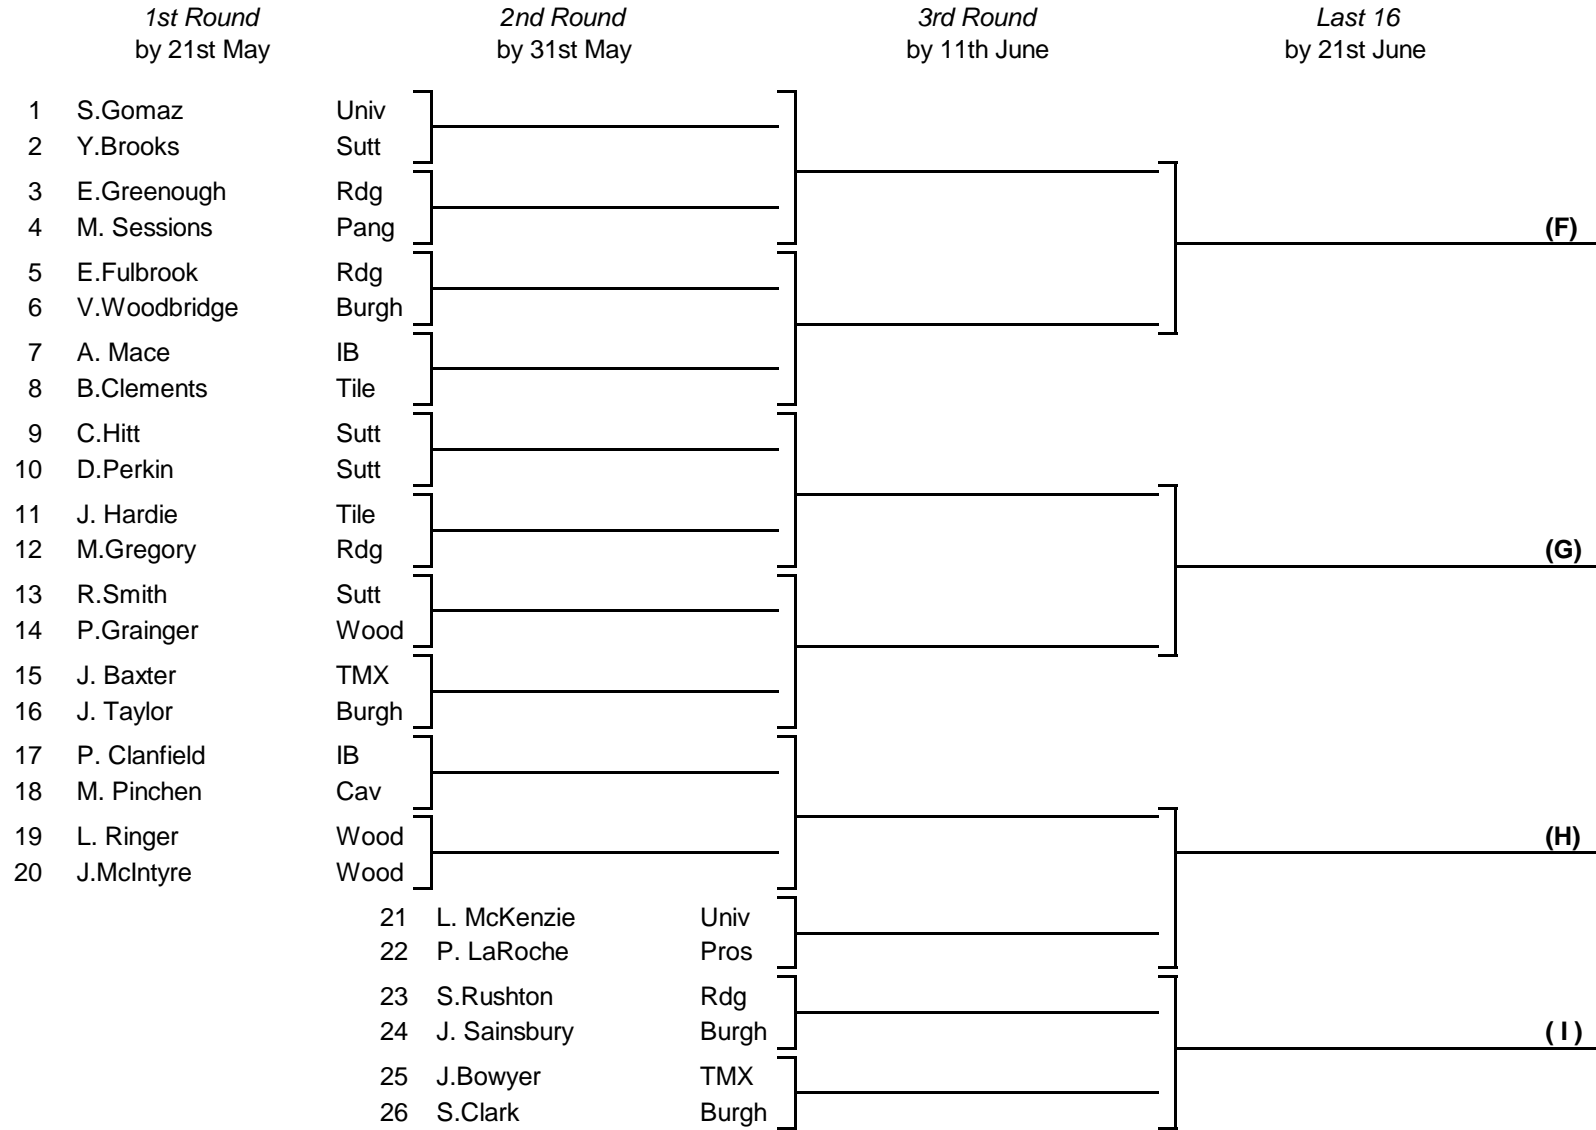 1st Round 2nd Round 3rd Round Last 16
by 21st May by 31st May by 11th June by 21st June
1 S.Gomaz Univ
2 Y.Brooks Sutt
3 E.Greenough Rdg
4 M. Sessions Pang (F)
5 E.Fulbrook Rdg
6 V.Woodbridge Burgh
7 A. Mace IB
8 B.Clements Tile
9 C.Hitt Sutt
10 D.Perkin Sutt
11 J. Hardie Tile
12 M.Gregory Rdg (G)
13 R.Smith Sutt
14 P.Grainger Wood
15 J. Baxter TMX
16 J. Taylor Burgh
17 P. Clanfield IB
18 M. Pinchen Cav
19 L. Ringer Wood (H)
20 J.McIntyre Wood
21 L. McKenzie Univ
22 P. LaRoche Pros
23 S.Rushton Rdg
24 J. Sainsbury Burgh ( I )
25 J.Bowyer TMX
26 S.Clark Burgh